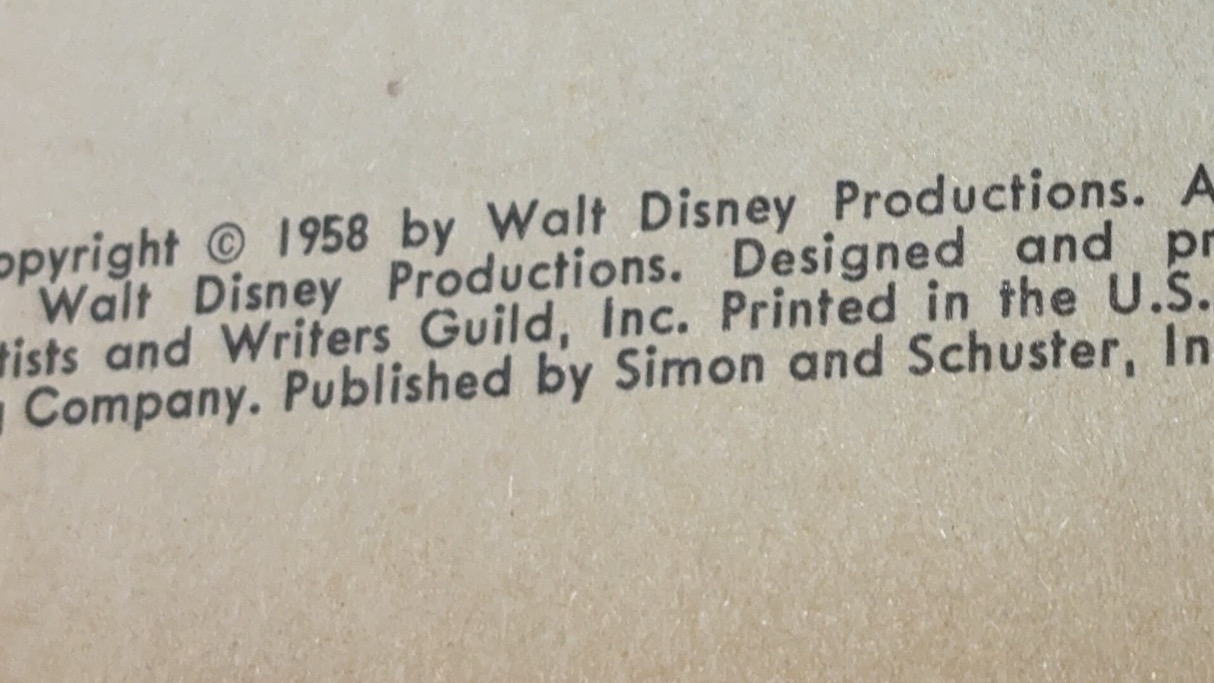 opyright © 1958 by Walt Disney Productions. A
Walt Disney Productions. Designed and pr
tists and Writers Guild, Inc. Printed in the U.S.
Company. Published by Simon and Schuster, In